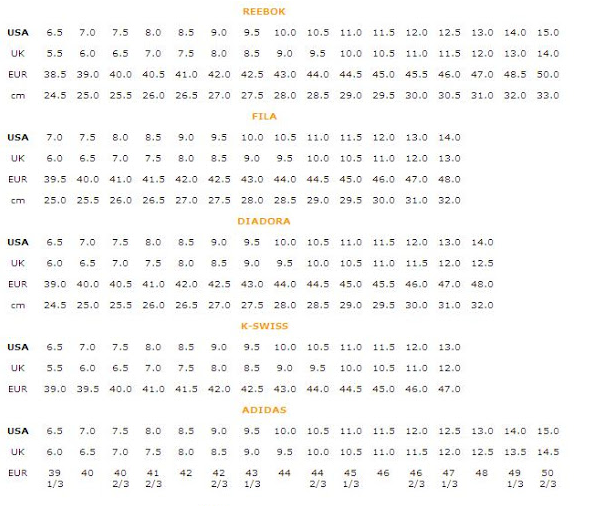 REEBOK
USA 6.5 7.0 7.5 8.0 8.5 9.0 9.5 10.0 10.5 11.0 11.5 12.0 12.5 13.0 14.0 15.0
UK 5.5 6.0 6.5 7.0 7.5 8.0 8.5 9.0 9.5 10.0 10.5 11.0 11.5 12.0 13.0 14.0
EUR 38.5 39.0 40.0 40.5 41.0 42.0 42.5 43.0 44.0 44.5 45.0 45.5 46.0 47.0 48.5 50.0
cm 24.5 25.0 25.5 26.0 26.5 27.0 27.5 28.0 28.5 29.0 29.5 30.0 30.5 31.0 32.0 33.0
FILA
USA 7.0 7.5 8.0 8.5 9.0 9.5 10.0 10.5 11.0 11.5 12.0 13.0 14.0
UK 6.0 6.5 7.0 7.5 8.0 8.5 9.0 9.5 10.0 10.5 11.0 12.0 13.0
EUR 39.5 40.0 41.0 41.5 42.0 42.5 43.0 44.0 44.5 45.0 46.0 47.0 48.0
cm 25.0 25.5 26.0 26.5 27.0 27.5 28.0 28.5 29.0 29.5 30.0 31.0 32.0
DIADORA
USA 6.5 7.0 7.5 8.0 8.5 9.0 9.5 10.0 10.5 11.0 11.5 12.0 13.0 14.0
UK 6.0 6.5 7.0 7.5 8.0 8.5 9.0 9.5 10.0 10.5 11.0 11.5 12.0 12.5
EUR 39.0 40.0 40.5 41.0 42.0 42.5 43.0 44.0 44.5 45.0 45.5 46.0 47.0 48.0
cm 24.5 25.0 25.5 26.0 26.5 27.0 27.5 28.0 28.5 29.0 29.5 30.0 31.0 32.0
K-SWISS
USA 6.5 7.0 7.5 8.0 8.5 9.0 9.5 10.0 10.5 11.0 11.5 12.0 13.0
UK 5.5 6.0 6.5 7.0 7.5 8.0 8.5 9.0 9.5 10.0 10.5 11.0 12.0
EUR 39.0 39.5 40.0 41.0 41.5 42.0 42.5 43.0 44.0 44.5 45.0 46.0 47.0
ADIDAS
USA 6.5 7.0 7.5 8.0 8.5 9.0 9.5 10.0 10.5 11.0 11.5 12.0 12.5 13.0 14.0 15.0
UK 6.0 6.5 7.0 7.5 8.0 8.5 9.0 9.5 10.0 10.5 11.0 11.5 12.0 12.5 13.5 14.5
EUR 39 40 40 41 42 42 43 44 44 45 46 46 47 48 49 50
1/3 2/3 2/3 2/3 1/3 2/3 1/3 2/3 1/3 1/3 2/3